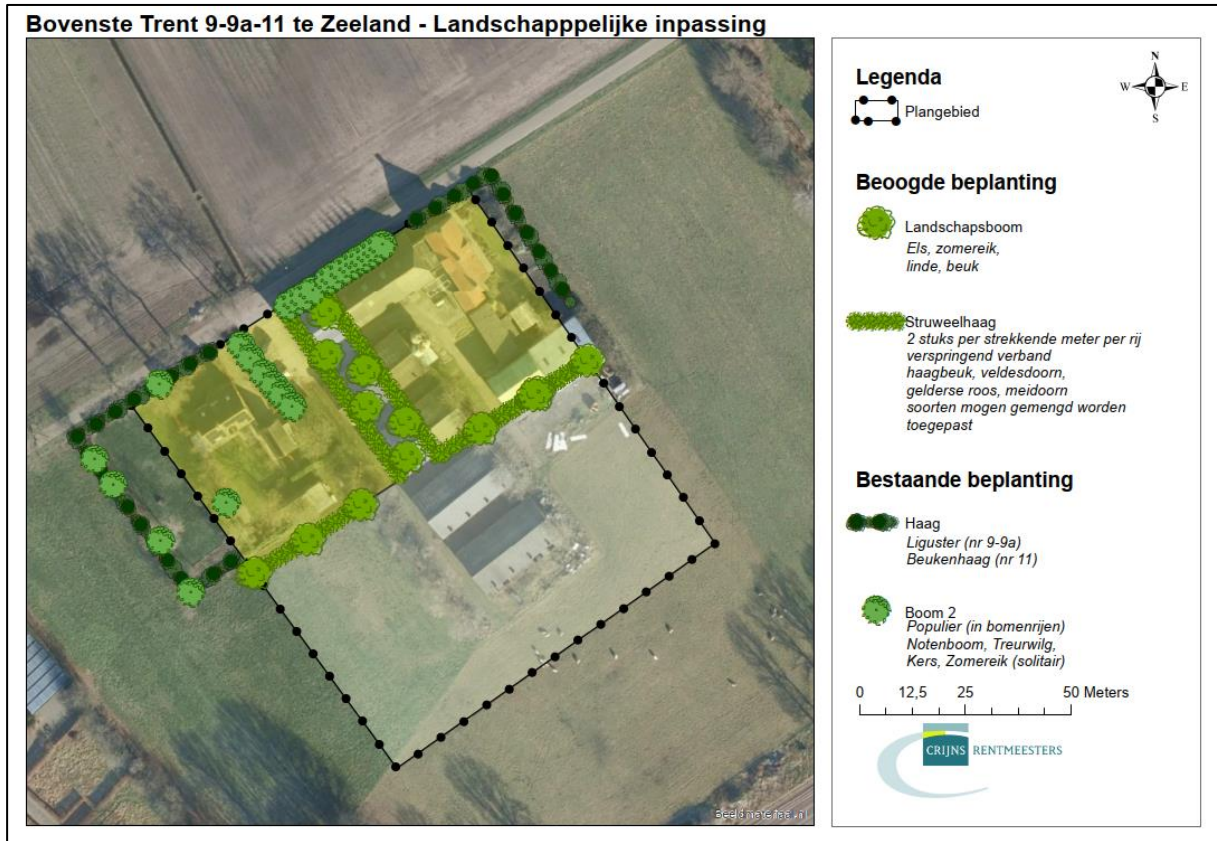 Bovenste Trent 9-9a-11 te Zeeland - Landschapppelijke inpassing
Legenda
N
W
E
S
Plangebied
Beoogde beplanting
Landschapsboom
Els, zomereik,
linde, beuk
Struweelhaag
2 stuks per strekkende meter per rij
verspringend verband
haagbeuk, veldesdoorn,
gelderse roos, meidoorn
soorten mogen gemengd worden
toegepast
Bestaande beplanting
Haag
Liguster (nr 9-9a)
Beukenhaag (nr 11)
Boom 2
Populier (in bomenrijen)
Notenboom, Treurwilg,
Kers, Zomereik (solitair)
0 12,5 25 50 Meters
CRIJNS RENTMEESTERS
Beeldmateriaal.nl